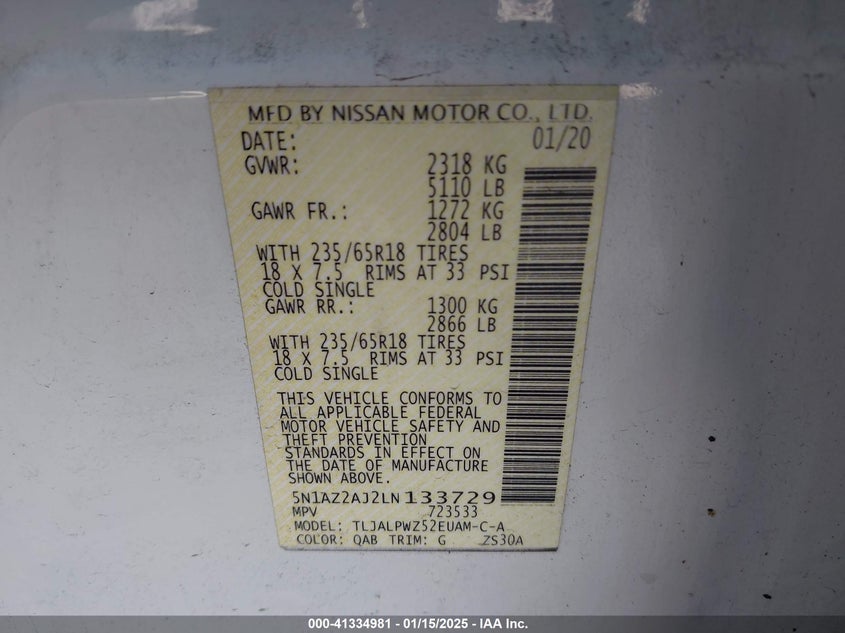 MFD BY NISSAN MOTOR CO., LTD.
DATE: 01/20
GVWR: 2318 KG
5110 LB
GAWR FR.: 1272 KG
2804 LB
WITH 235/65R18 TIRES
18 X 7.5 RIMS AT 33 PSI
COLD SINGLE
GAWR RR.: 1300 KG
2866 LB
WITH 235/65R18 TIRES
18 X 7.5 RIMS AT 33 PSI
COLD SINGLE
THIS VEHICLE CONFORMS TO
ALL APPLICABLE FEDERAL
MOTOR VEHICLE SAFETY AND
THEFT PREVENTION
STANDARDS IN EFFECT ON
THE DATE OF MANUFACTURE
SHOWN ABOVE.
5N1AZ2AJ2LN133729
MPV 723533
MODEL: TLJALPWZ52EUAM-C-A
COLOR: QAB TRIM: G ZS30A
000-41334981 - 01/15/2025 - IAA Inc.